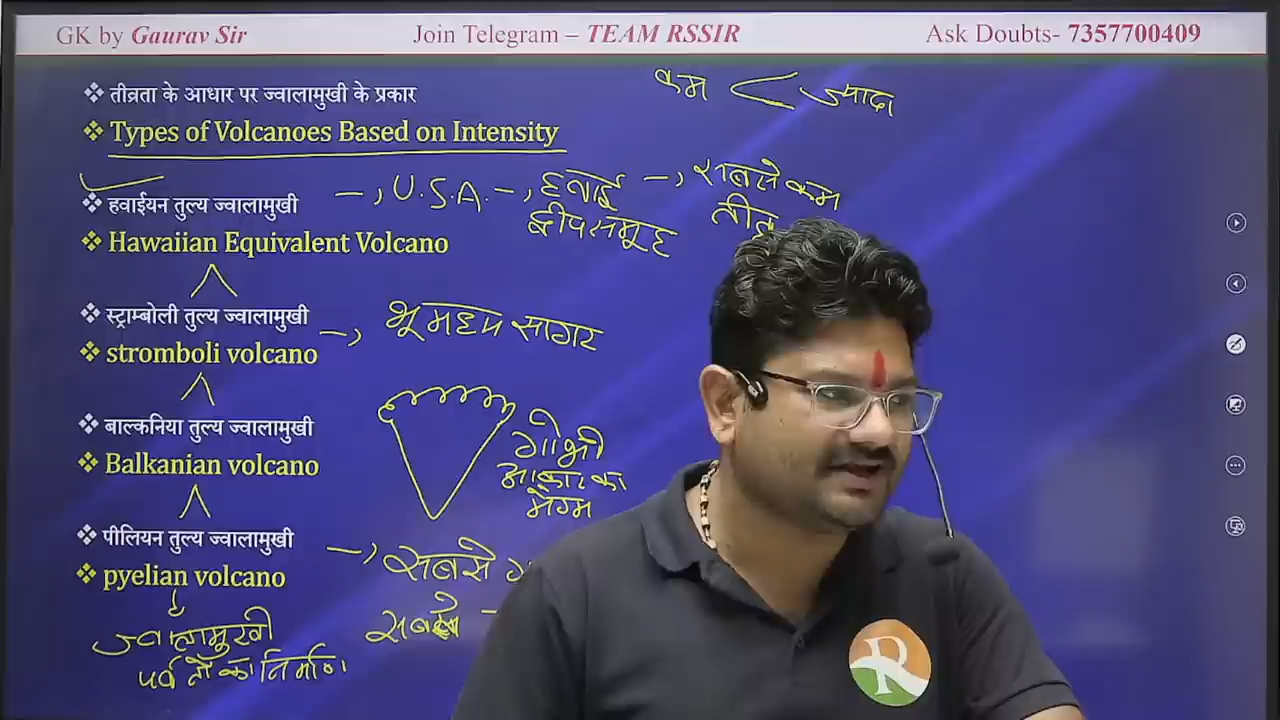 GK by Gaurav Sir
Join Telegram – TEAM RSSIR
Ask Doubts- 7357700409
❖ तीव्रता के आधार पर ज्वालामुखी के प्रकार
❖ Types of Volcanoes Based on Intensity
कम < ज्यादा
❖ हवाईयन तुल्य ज्वालामुखी
→ U.S.A. → हवाई द्वीपसमूह → सबसे कम तीव्र
❖ Hawaiian Equivalent Volcano
❖ स्ट्राम्बोली तुल्य ज्वालामुखी
→ भूमध्य सागर
❖ stromboli volcano
❖ बाल्कनिया तुल्य ज्वालामुखी
❖ Balkanian volcano
गोभी
आकार का
❖ पीलियन तुल्य ज्वालामुखी
→ सबसे
❖ pyelian volcano
ज्वालामुखी
पर्वतों का निर्माण
R